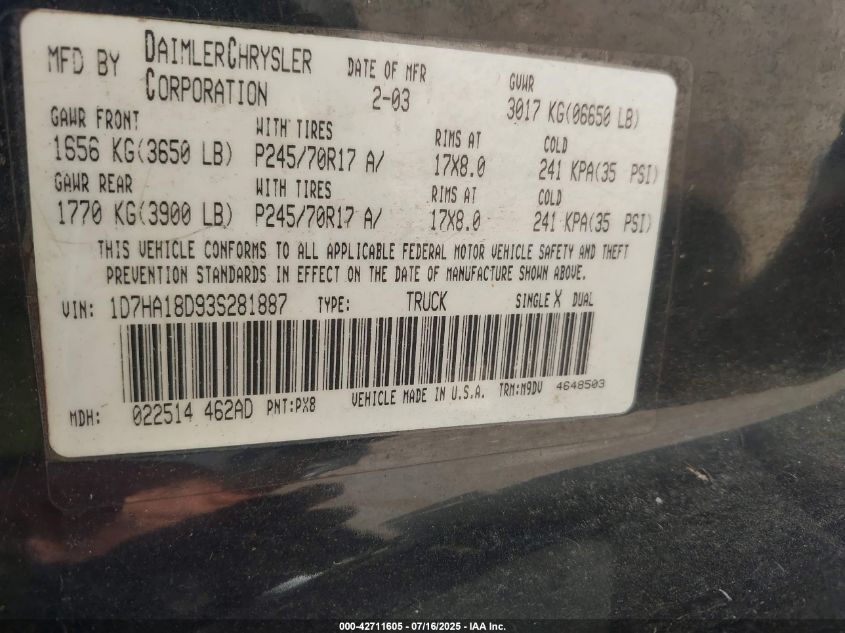 MFD BY DAIMLERCHRYSLER CORPORATION DATE OF MFR 2-03 GVWR 3017 KG(06650 LB)
GAWR FRONT WITH TIRES RIMS AT COLD
1656 KG(3650 LB) P245/70R17 A/ 17X8.0 241 KPA(35 PSI)
GAWR REAR WITH TIRES RIMS AT COLD
1770 KG(3900 LB) P245/70R17 A/ 17X8.0 241 KPA(35 PSI)
THIS VEHICLE CONFORMS TO ALL APPLICABLE FEDERAL MOTOR VEHICLE SAFETY AND THEFT
PREVENTION STANDARDS IN EFFECT ON THE DATE OF MANUFACTURE SHOWN ABOVE.
VIN: 1D7HA18D93S281887 TYPE: TRUCK SINGLE X DUAL
MDH: 022514 462AD PNT:PX8 VEHICLE MADE IN U.S.A. TRM:M9DV 4648503
000-42711605 - 07/16/2025 - IAA Inc.